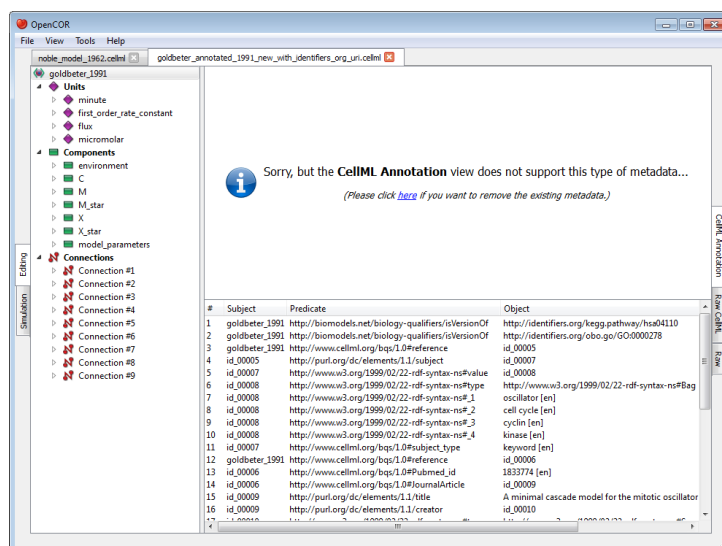 OpenCOR
File View Tools Help
noble_model_1962.cellml goldbeter_annotated_1991_new_with_identifiers_org_uri.cellml
goldbeter_1991
Units
minute
first_order_rate_constant
flux
micromolar
Components
environment
C
M
M_star
X
X_star
model_parameters
Connections
Connection #1
Connection #2
Connection #3
Connection #4
Connection #5
Connection #6
Connection #7
Connection #8
Connection #9
Editing
Simulation
Sorry, but the CellML Annotation view does not support this type of metadata...
(Please click here if you want to remove the existing metadata.)
# Subject Predicate Object
1 goldbeter_1991 http://biomodels.net/biology-qualifiers/isVersionOf http://identifiers.org/kegg.pathway/hsa04110
2 goldbeter_1991 http://biomodels.net/biology-qualifiers/isVersionOf http://identifiers.org/obo.go/GO:0000278
3 goldbeter_1991 http://www.cellml.org/bqs/1.0#reference id_00005
4 id_00005 http://purl.org/dc/elements/1.1/subject id_00007
5 id_00007 http://www.w3.org/1999/02/22-rdf-syntax-ns#value id_00008
6 id_00008 http://www.w3.org/1999/02/22-rdf-syntax-ns#type http://www.w3.org/1999/02/22-rdf-syntax-ns#Bag
7 id_00008 http://www.w3.org/1999/02/22-rdf-syntax-ns#_1 oscillator [en]
8 id_00008 http://www.w3.org/1999/02/22-rdf-syntax-ns#_2 cell cycle [en]
9 id_00008 http://www.w3.org/1999/02/22-rdf-syntax-ns#_3 cyclin [en]
10 id_00008 http://www.w3.org/1999/02/22-rdf-syntax-ns#_4 kinase [en]
11 id_00007 http://www.cellml.org/bqs/1.0#subject_type keyword [en]
12 goldbeter_1991 http://www.cellml.org/bqs/1.0#reference id_00006
13 id_00006 http://www.cellml.org/bqs/1.0#Pubmed_id 1833774 [en]
14 id_00006 http://www.cellml.org/bqs/1.0#JournalArticle id_00009
15 id_00009 http://purl.org/dc/elements/1.1/title A minimal cascade model for the mitotic oscillator
16 id_00009 http://purl.org/dc/elements/1.1/creator id_00010
CellML Annotation
Raw CellML
Raw